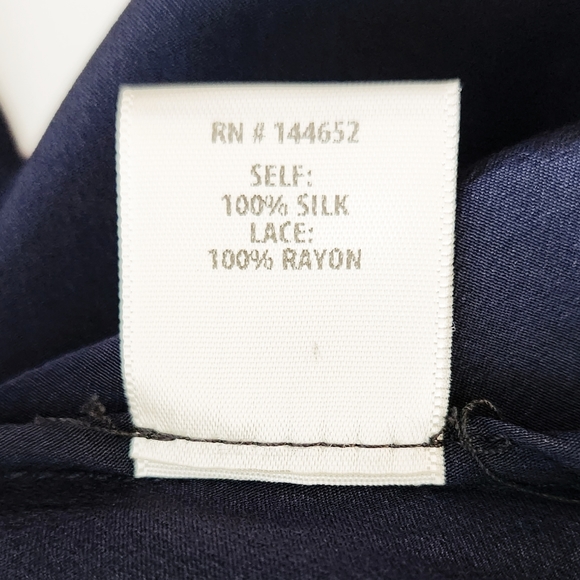 RN # 144652
SELF:
100% SILK
LACE:
100% RAYON